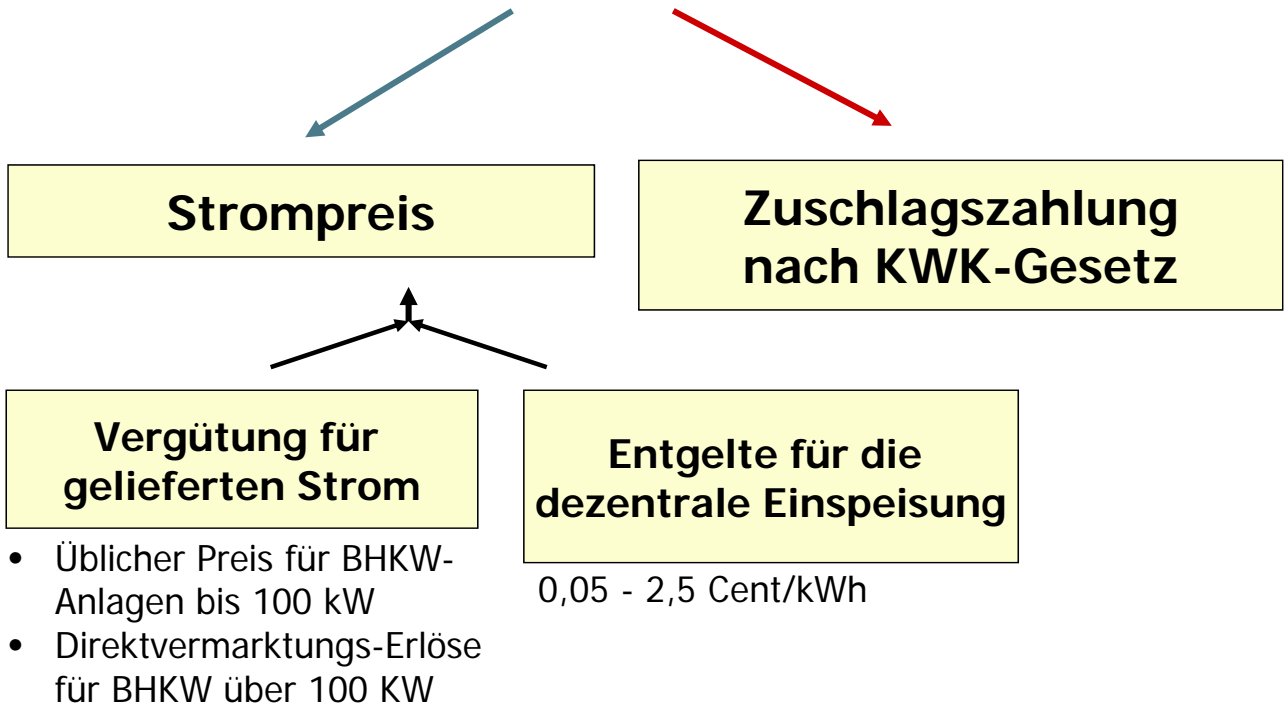 Strompreis
Zuschlagszahlung
nach KWK-Gesetz
Vergütung für
gelieferten Strom
Entgelte für die
dezentrale Einspeisung
• Üblicher Preis für BHKW-
Anlagen bis 100 kW
• Direktvermarktungs-Erlöse
für BHKW über 100 KW
0,05 - 2,5 Cent/kWh